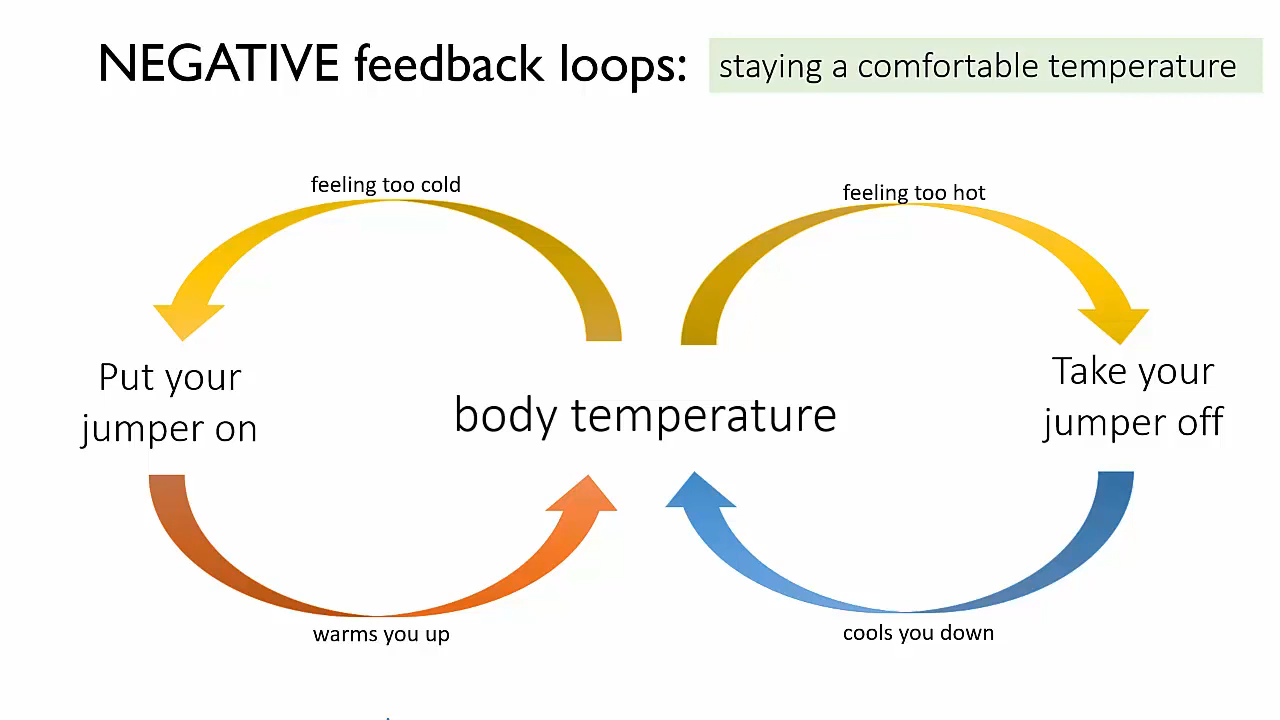 NEGATIVE feedback loops:
staying a comfortable temperature
feeling too cold
feeling too hot
Put your
jumper on
body temperature
Take your
jumper off
warms you up
cools you down